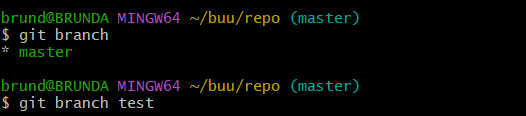 brund@BRUNDA MINGW64 ~/buu/repo (master)
$ git branch
* master
brund@BRUNDA MINGW64 ~/buu/repo (master)
$ git branch test